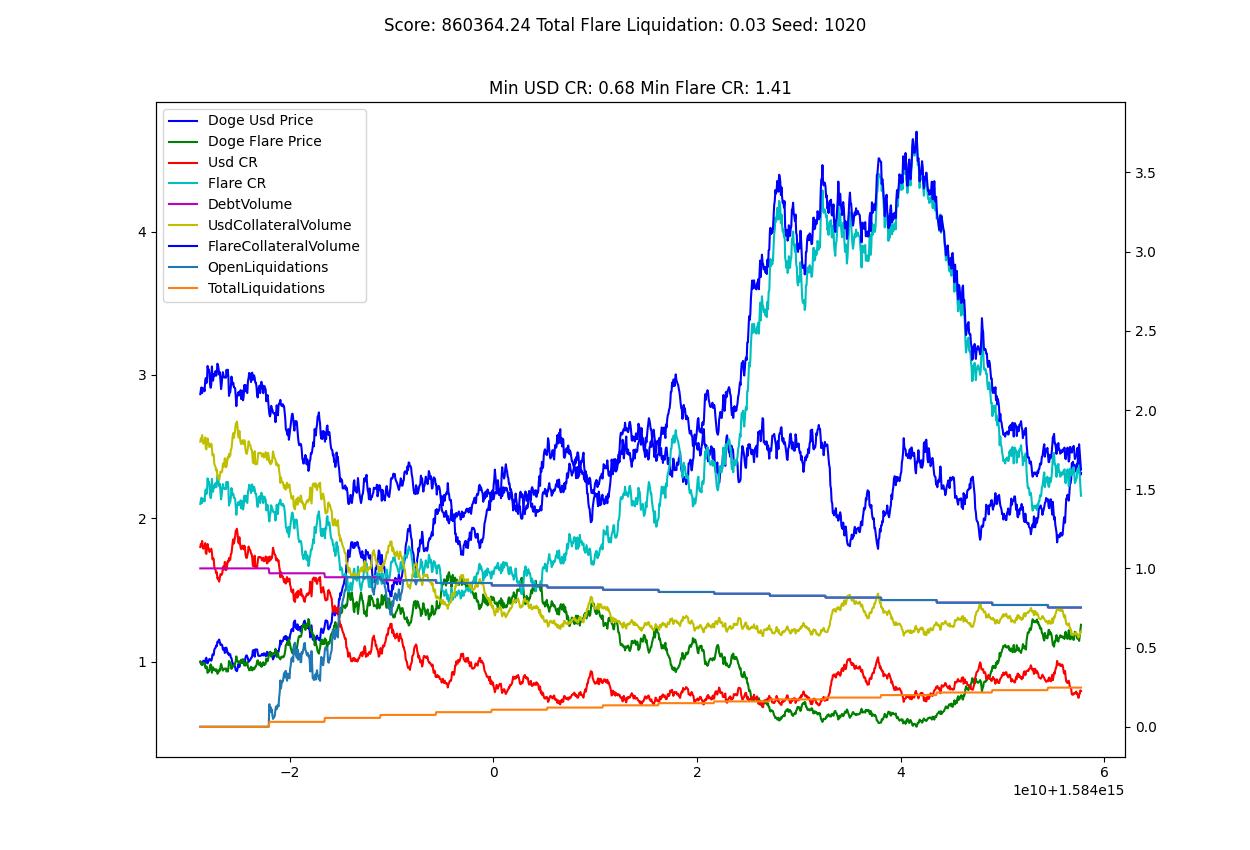 Score: 860364.24 Total Flare Liquidation: 0.03 Seed: 1020
Min USD CR: 0.68 Min Flare CR: 1.41
Doge Usd Price
Doge Flare Price
Usd CR
Flare CR
DebtVolume
UsdCollateralVolume
FlareCollateralVolume
OpenLiquidations
TotalLiquidations
4
3
2
1
3.5
3.0
2.5
2.0
1.5
1.0
0.5
0.0
−2 0 2 4 6
1e10+1.584e15